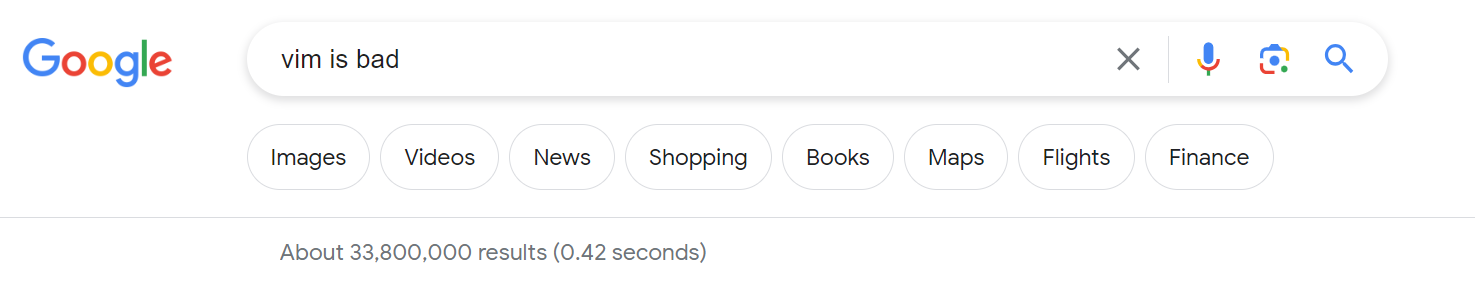 Google vim is bad
Images Videos News Shopping Books Maps Flights Finance
About 33,800,000 results (0.42 seconds)